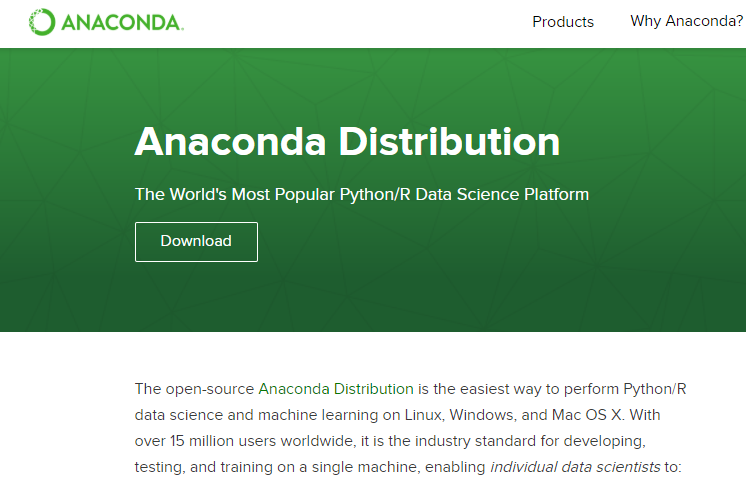 ANACONDA.
Products
Why Anaconda?
Anaconda Distribution
The World's Most Popular Python/R Data Science Platform
Download
The open-source Anaconda Distribution is the easiest way to perform Python/R
data science and machine learning on Linux, Windows, and Mac OS X. With
over 15 million users worldwide, it is the industry standard for developing,
testing, and training on a single machine, enabling individual data scientists to: